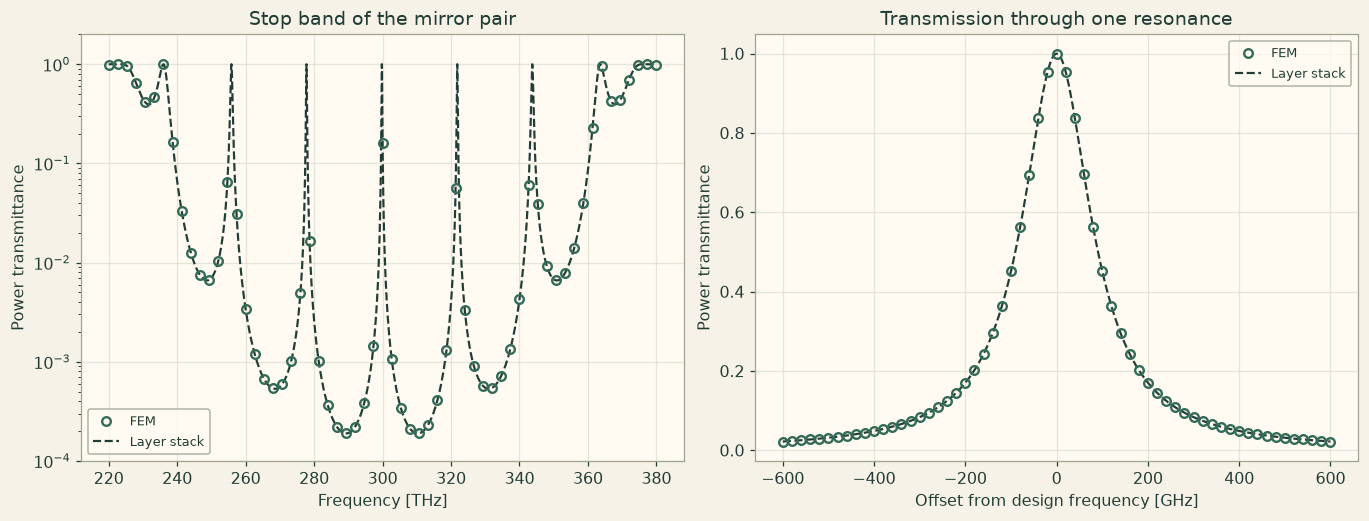 Stop band of the mirror pair
Power transmittance
10⁰
10⁻¹
10⁻²
10⁻³
10⁻⁴
FEM
Layer stack
220 240 260 280 300 320 340 360 380
Frequency [THz]
Transmission through one resonance
Power transmittance
1.0
0.8
0.6
0.4
0.2
0.0
FEM
Layer stack
−600 −400 −200 0 200 400 600
Offset from design frequency [GHz]